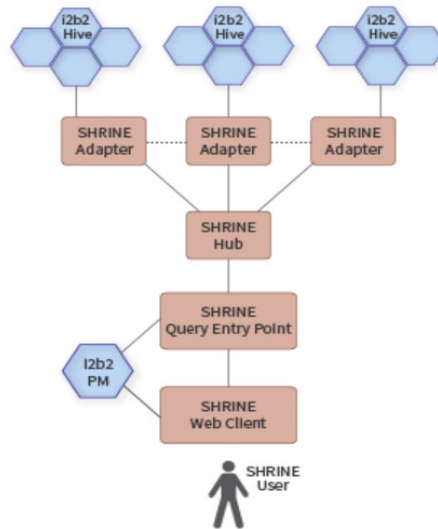 i2b2
Hive
i2b2
Hive
i2b2
Hive
SHRINE
Adapter
SHRINE
Adapter
SHRINE
Adapter
SHRINE
Hub
SHRINE
Query Entry Point
I2b2
PM
SHRINE
Web Client
SHRINE
User